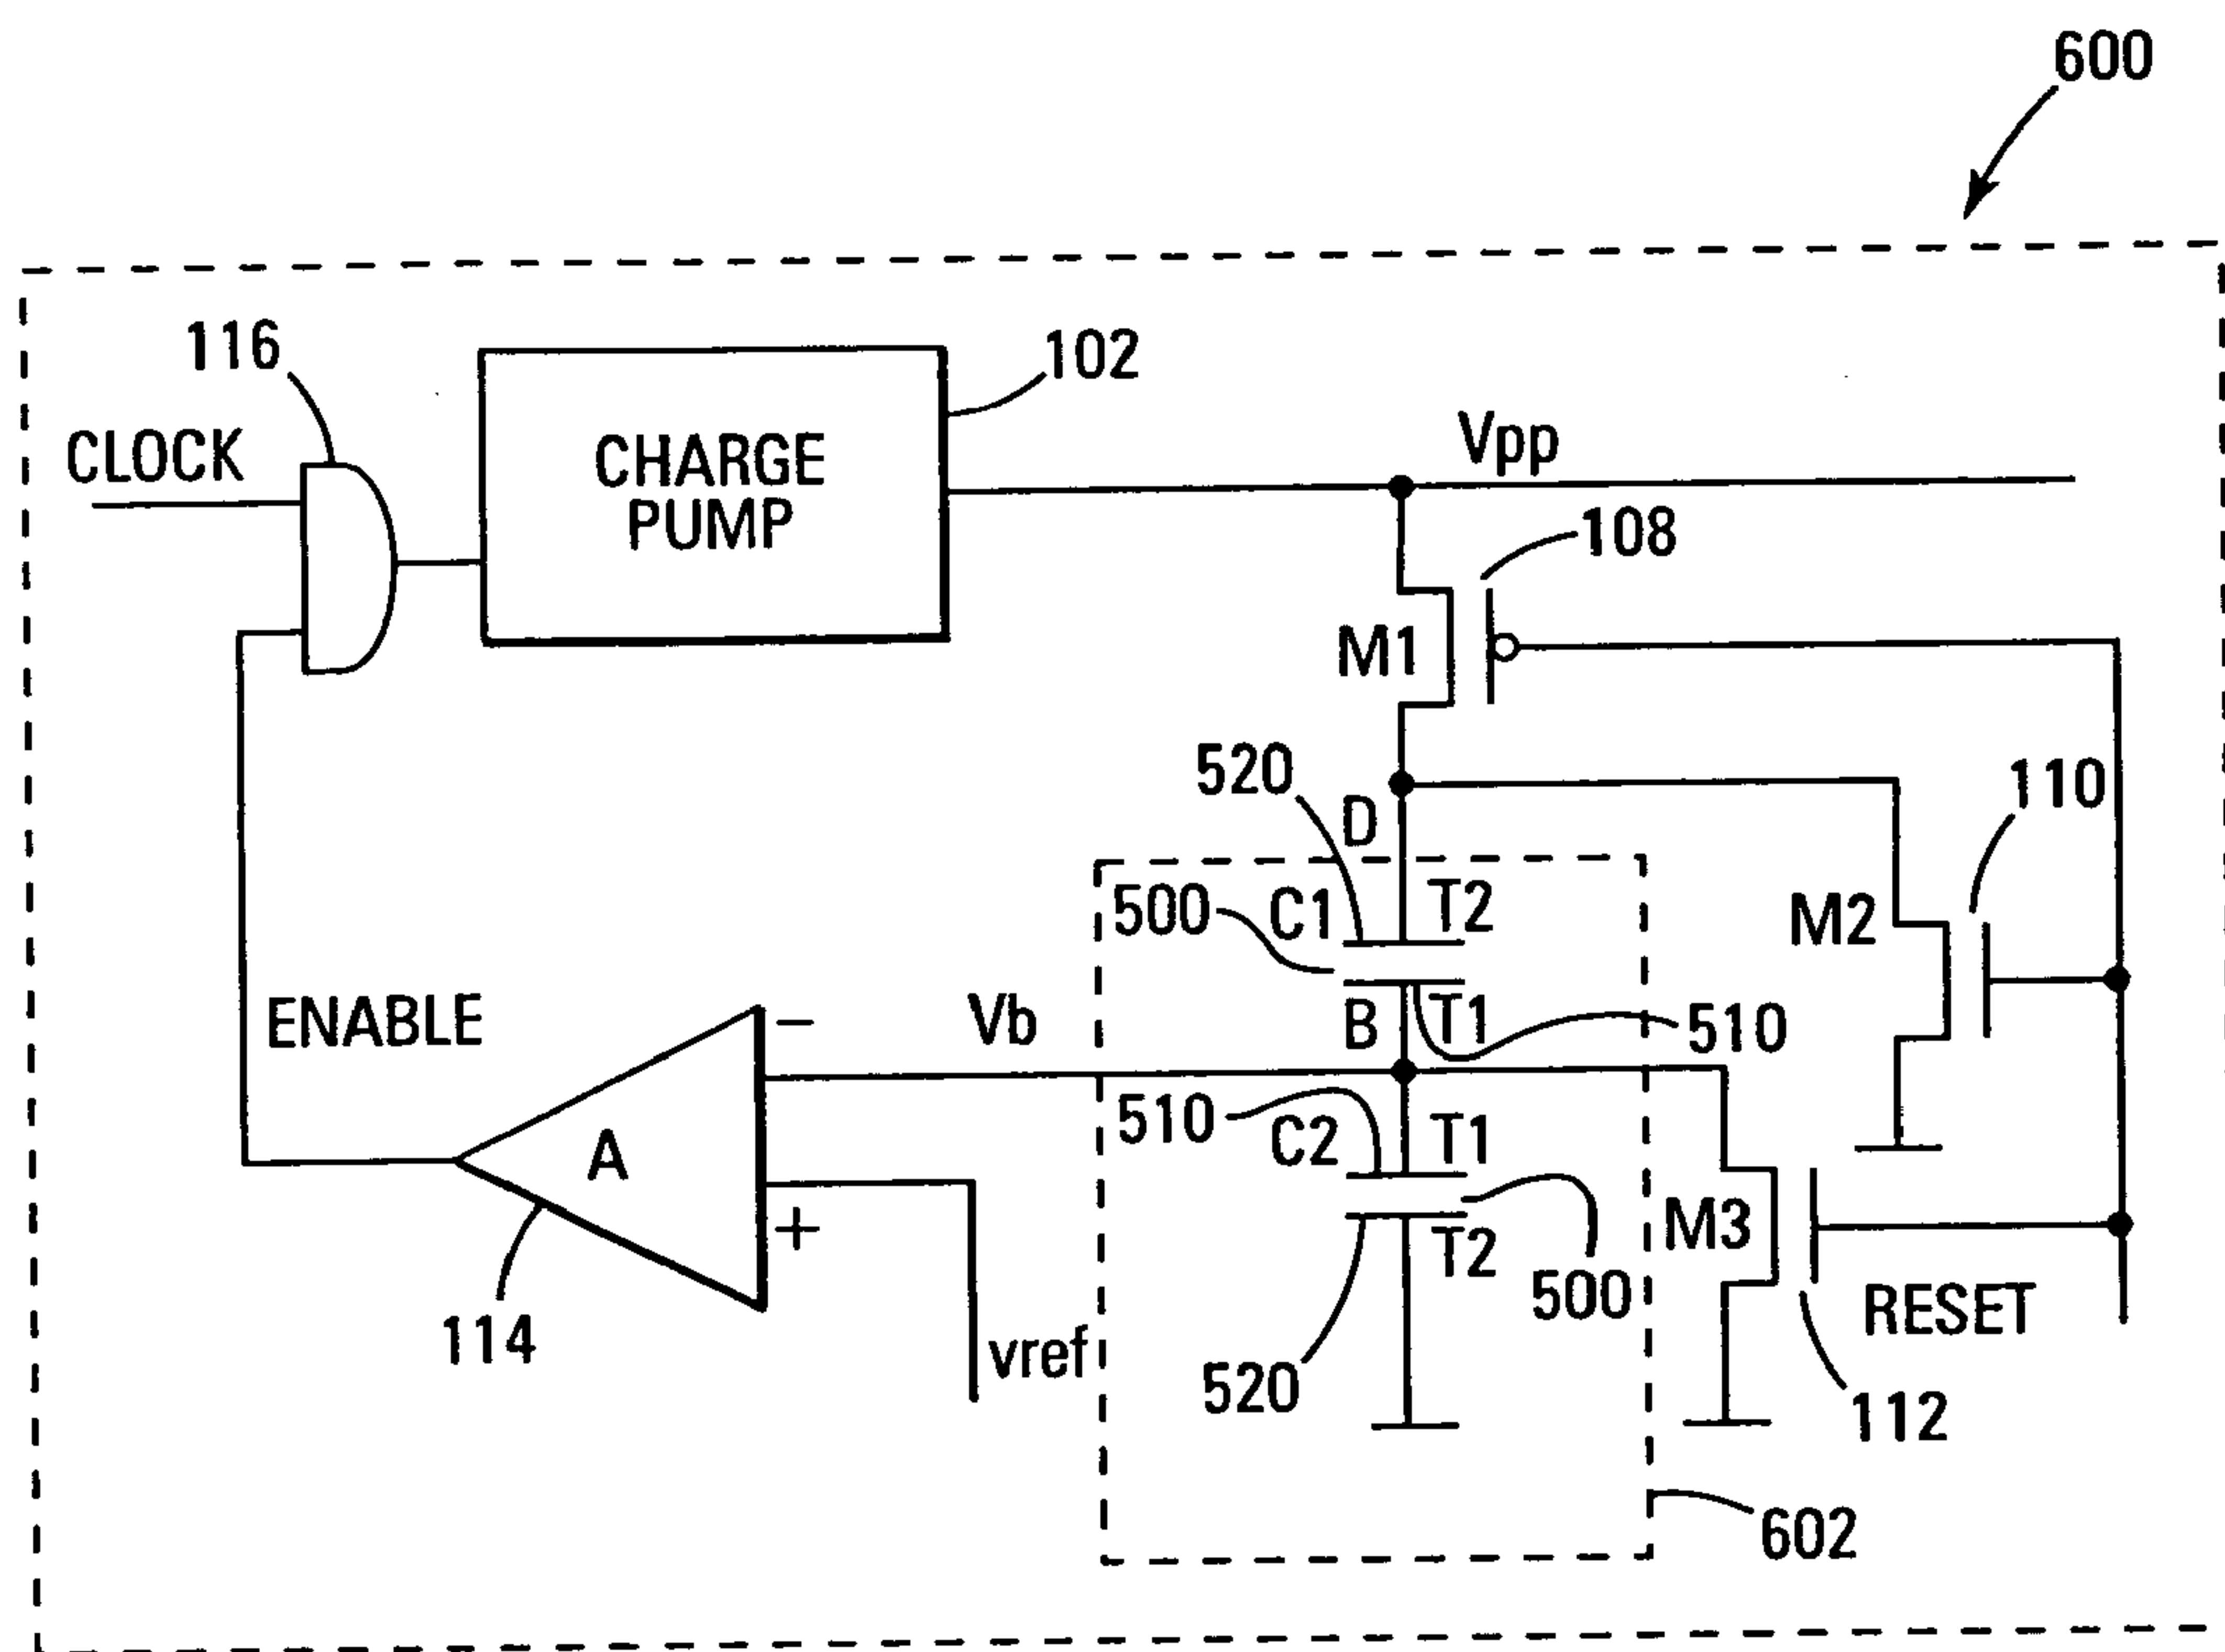 600
116
102
CLOCK
CHARGE
PUMP
Vpp
108
M1
520
D
110
500
C1
T2
M2
ENABLE
Vb
B
T1
510
−
510
C2
T1
A
+
M3
T2
500
RESET
114
vref
520
112
602